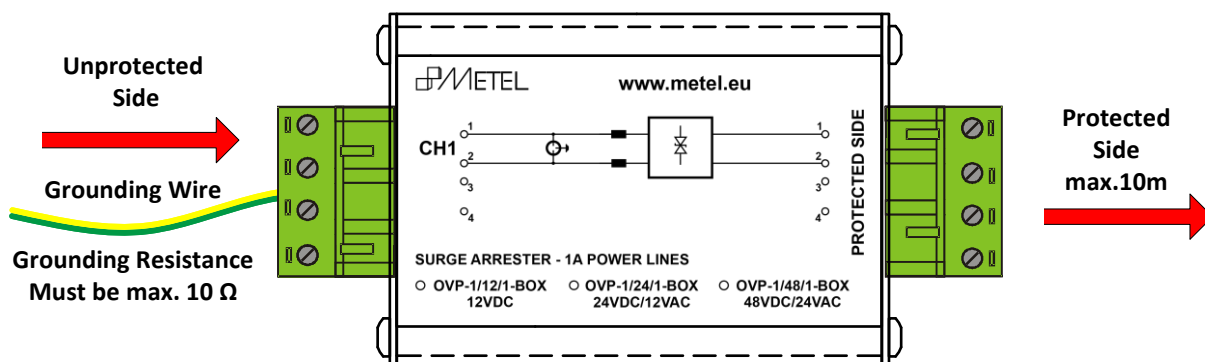 Unprotected
Side
Grounding Wire
Grounding Resistance
Must be max. 10 Ω
METEL
www.metel.eu
CH1
1
2
3
4
1
2
3
4
PROTECTED SIDE
SURGE ARRESTER - 1A POWER LINES
OVP-1/12/1-BOX
12VDC
OVP-1/24/1-BOX
24VDC/12VAC
OVP-1/48/1-BOX
48VDC/24VAC
Protected
Side
max.10m